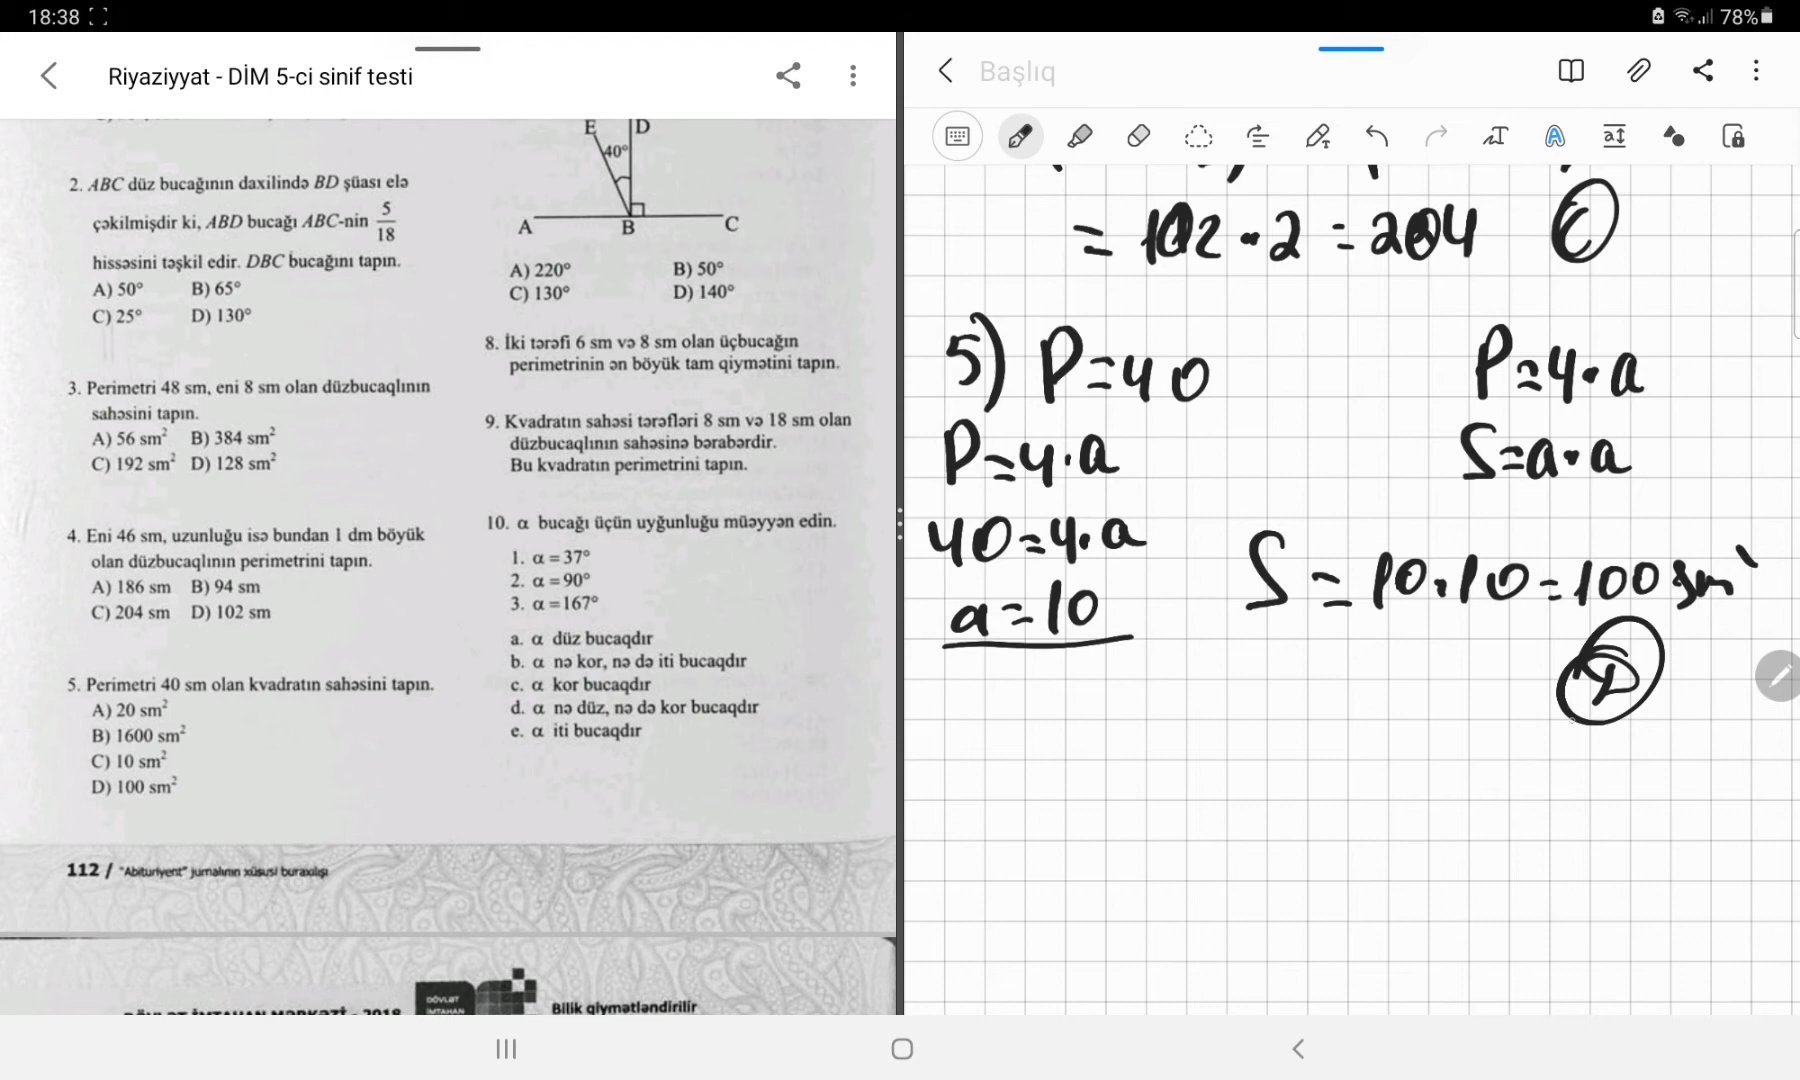 18:38
78%
Riyaziyyat - DİM 5-ci sinif testi
2. ABC düz bucağının daxilində BD şüası elə
çəkilmişdir ki, ABD bucağı ABC-nin 5/18
hissəsini təşkil edir. DBC bucağını tapın.
A) 50° B) 65°
C) 25° D) 130°
3. Perimetri 48 sm, eni 8 sm olan düzbucaqlının
sahəsini tapın.
A) 56 sm² B) 384 sm²
C) 192 sm² D) 128 sm²
4. Eni 46 sm, uzunluğu isə bundan 1 dm böyük
olan düzbucaqlının perimetrini tapın.
A) 186 sm B) 94 sm
C) 204 sm D) 102 sm
5. Perimetri 40 sm olan kvadratın sahəsini tapın.
A) 20 sm²
B) 1600 sm²
C) 10 sm²
D) 100 sm²
E D
40°
A B C
A) 220° B) 50°
C) 130° D) 140°
8. İki tərəfi 6 sm və 8 sm olan üçbucağın
perimetrinin ən böyük tam qiymətini tapın.
9. Kvadratın sahəsi tərəfləri 8 sm və 18 sm olan
düzbucaqlının sahəsinə bərabərdir.
Bu kvadratın perimetrini tapın.
10. α bucağı üçün uyğunluğu müəyyən edin.
1. α = 37°
2. α = 90°
3. α = 167°
a. α düz bucaqdır
b. α nə kor, nə də iti bucaqdır
c. α kor bucaqdır
d. α nə düz, nə də kor bucaqdır
e. α iti bucaqdır
112 / "Abituriyent" jurnalının xüsusi buraxılışı
DÖVLƏT İMTAHAN MƏRKƏZİ - 2018
DÖVLƏT
İMTAHAN
Bilik qiymətləndirilir
Başlıq
= 102 · 2 = 204 C
5) P=40 P=4·a
P=4·a S=a·a
40=4·a
a=10 S = 10·10=100 sm²
D